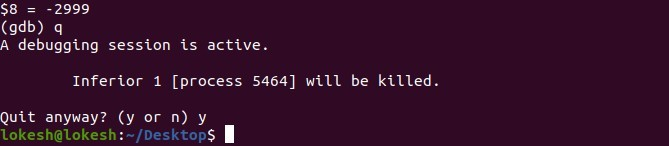 $8 = -2999
(gdb) q
A debugging session is active.
Inferior 1 [process 5464] will be killed.
Quit anyway? (y or n) y
lokesh@lokesh:~/Desktop$